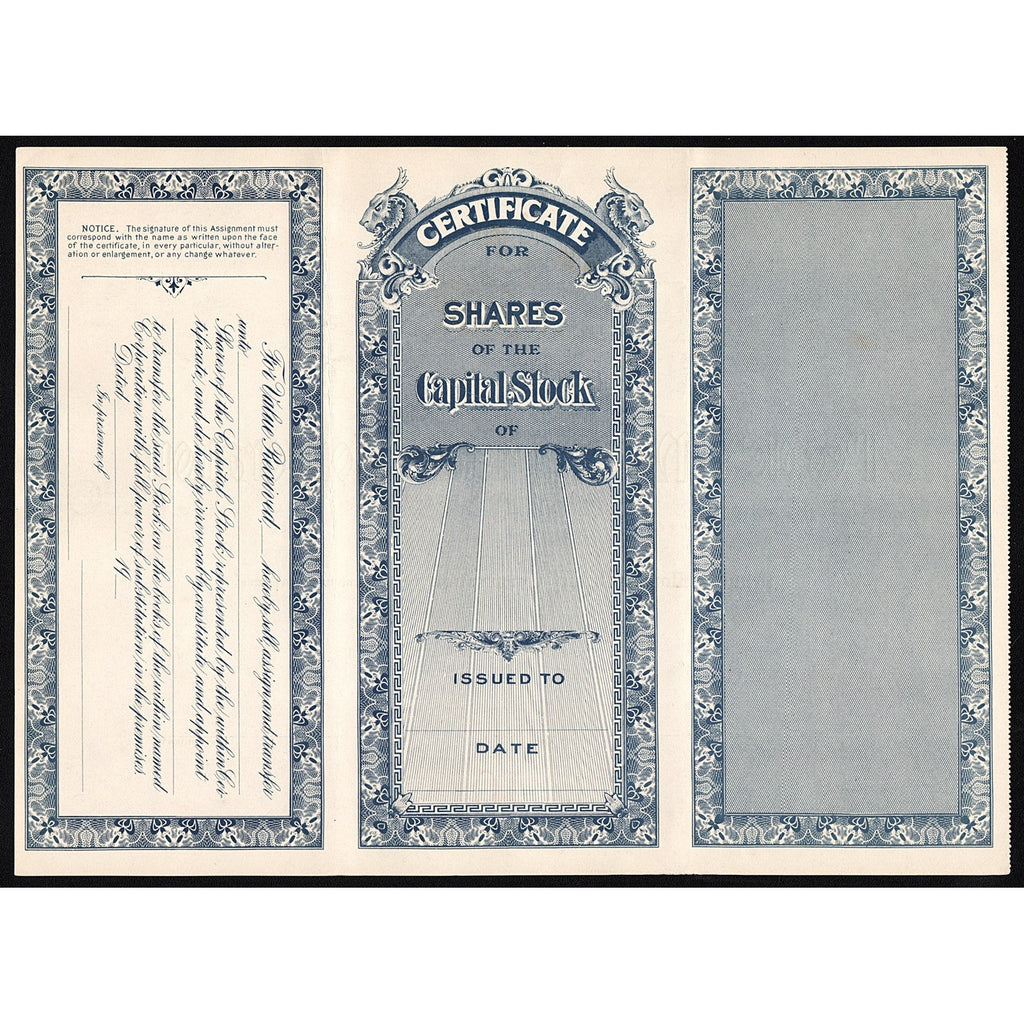 NOTICE. The signature of this Assignment must
correspond with the name as written upon the face
of the certificate, in every particular, without alter-
ation or enlargement, or any change whatever.
For Value Received, hereby sell, assign and transfer
unto
Shares of the Capital Stock represented by the within Cer-
tificate, and do hereby irrevocably constitute and appoint
to transfer the said Stock on the books of the within named
Corporation with full power of substitution in the premises.
Dated 19
In presence of
CERTIFICATE
FOR
SHARES
OF THE
Capital Stock
OF
ISSUED TO
DATE